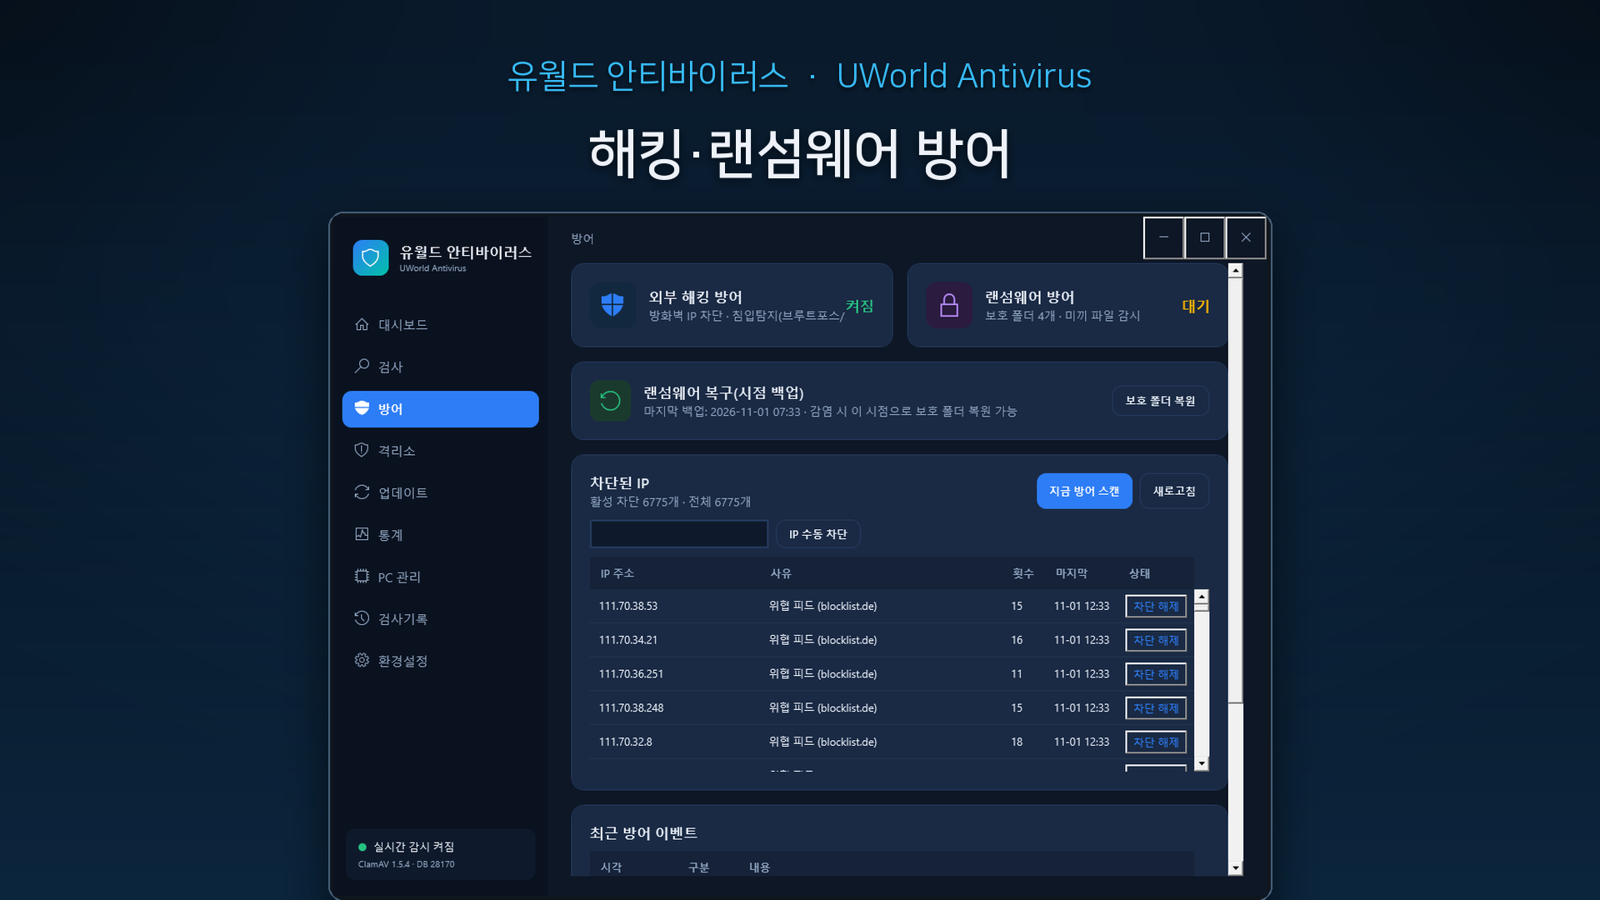 유월드 안티바이러스 · UWorld Antivirus
해킹·랜섬웨어 방어
유월드 안티바이러스
UWorld Antivirus
대시보드
검사
방어
격리소
업데이트
통계
PC 관리
검사기록
환경설정
실시간 감시 켜짐
ClamAV 1.5.4 · DB 28170
방어
외부 해킹 방어
방화벽 IP 차단 · 침입탐지(브루트포스/
켜짐
랜섬웨어 방어
보호 폴더 4개 · 미끼 파일 감시
대기
랜섬웨어 복구(시점 백업)
마지막 백업: 2026-11-01 07:33 · 감염 시 이 시점으로 보호 폴더 복원 가능
보호 폴더 복원
차단된 IP
활성 차단 6775개 · 전체 6775개
지금 방어 스캔
새로고침
IP 수동 차단
IP 주소 사유 횟수 마지막 상태
111.70.38.53 위협 피드 (blocklist.de) 15 11-01 12:33 차단 해제
111.70.34.21 위협 피드 (blocklist.de) 16 11-01 12:33 차단 해제
111.70.36.251 위협 피드 (blocklist.de) 11 11-01 12:33 차단 해제
111.70.38.248 위협 피드 (blocklist.de) 15 11-01 12:33 차단 해제
111.70.32.8 위협 피드 (blocklist.de) 18 11-01 12:33 차단 해제
최근 방어 이벤트
시각 구분 내용